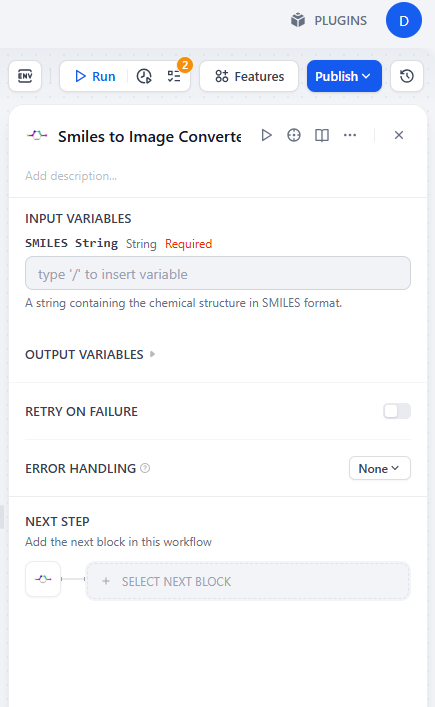 PLUGINS
D
ENV
Run
2
Features
Publish
Smiles to Image Converte
Add description...
INPUT VARIABLES
SMILES String String Required
type '/' to insert variable
A string containing the chemical structure in SMILES format.
OUTPUT VARIABLES
RETRY ON FAILURE
ERROR HANDLING
None
NEXT STEP
Add the next block in this workflow
+ SELECT NEXT BLOCK